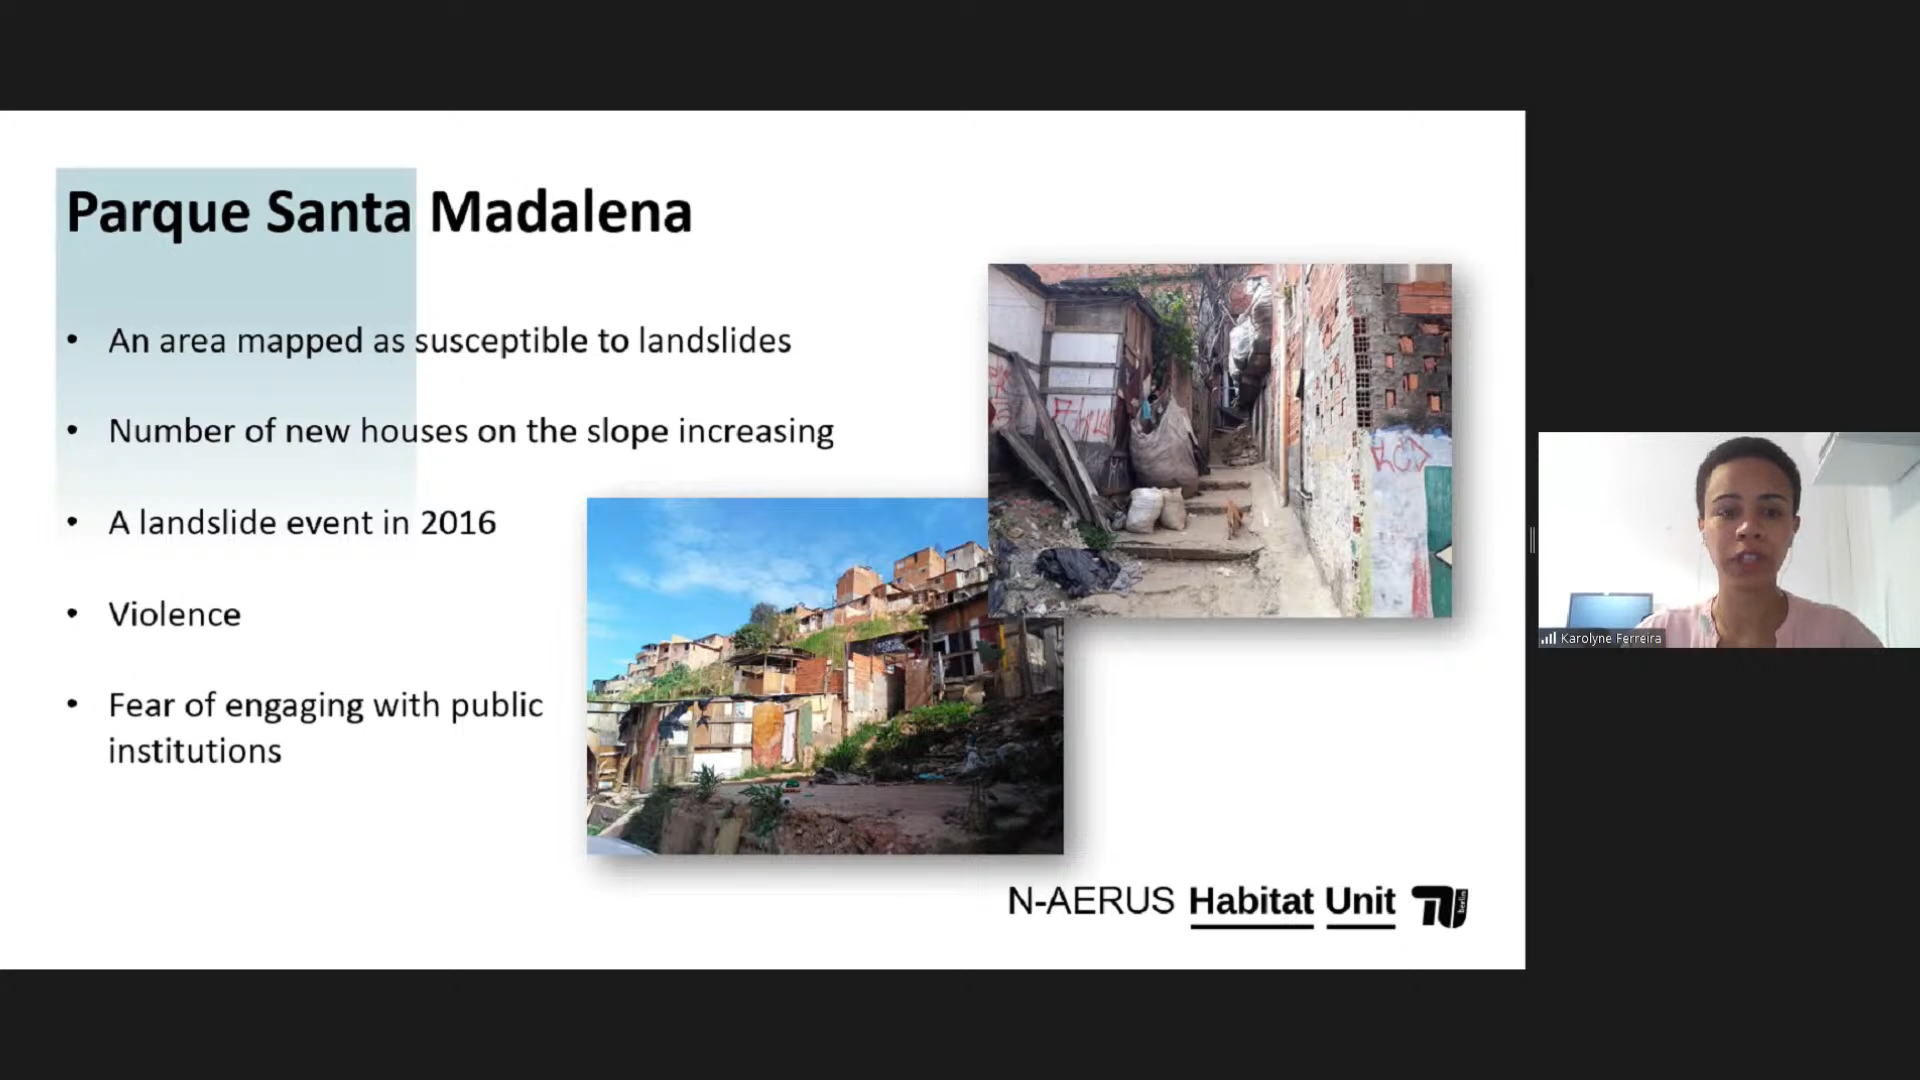 Parque Santa Madalena
• An area mapped as susceptible to landslides
• Number of new houses on the slope increasing
• A landslide event in 2016
• Violence
• Fear of engaging with public
institutions
N-AERUS Habitat Unit
berlin
Karolyne Ferreira